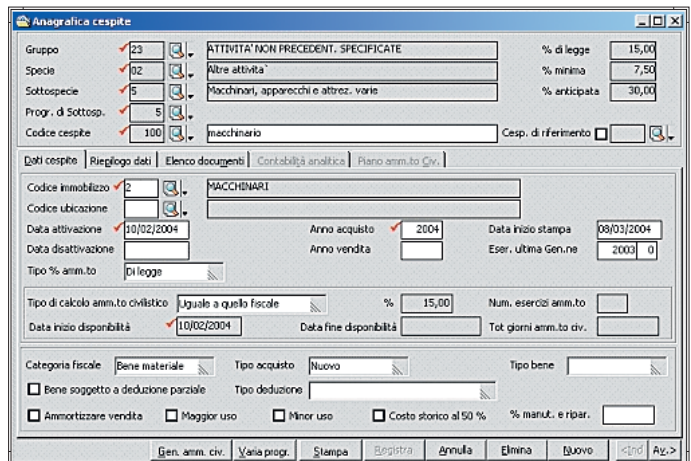 Anagrafica cespite
Gruppo 23 ATTIVITA' NON PRECEDENT. SPECIFICATE % di legge 15,00
Specie 02 Altre attivita` % minima 7,50
Sottospecie 5 Macchinari, apparecchi e attrez. varie % anticipata 30,00
Progr. di Sottosp. 5
Codice cespite 100 macchinario Cesp. di riferimento
Dati cespite Riepilogo dati Elenco documenti Contabilità analitica Piano amm.to Civ.
Codice immobilizzo 2 MACCHINARI
Codice ubicazione
Data attivazione 10/02/2004 Anno acquisto 2004 Data inizio stampa 08/03/2004
Data disattivazione Anno vendita Eser. ultima Gen.ne 2003 0
Tipo % amm.to Di legge
Tipo di calcolo amm.to civilistico Uguale a quello fiscale % 15,00 Num. esercizi amm.to
Data inizio disponibilità 10/02/2004 Data fine disponibilità Tot giorni amm.to civ.
Categoria fiscale Bene materiale Tipo acquisto Nuovo Tipo bene
Bene soggetto a deduzione parziale Tipo deduzione
Ammortizzare vendita Maggior uso Minor uso Costo storico al 50 % % manut. e ripar.
Gen. amm. civ. Varia progr. Stampa Registra Annulla Elimina Nuovo <Ind Av.>